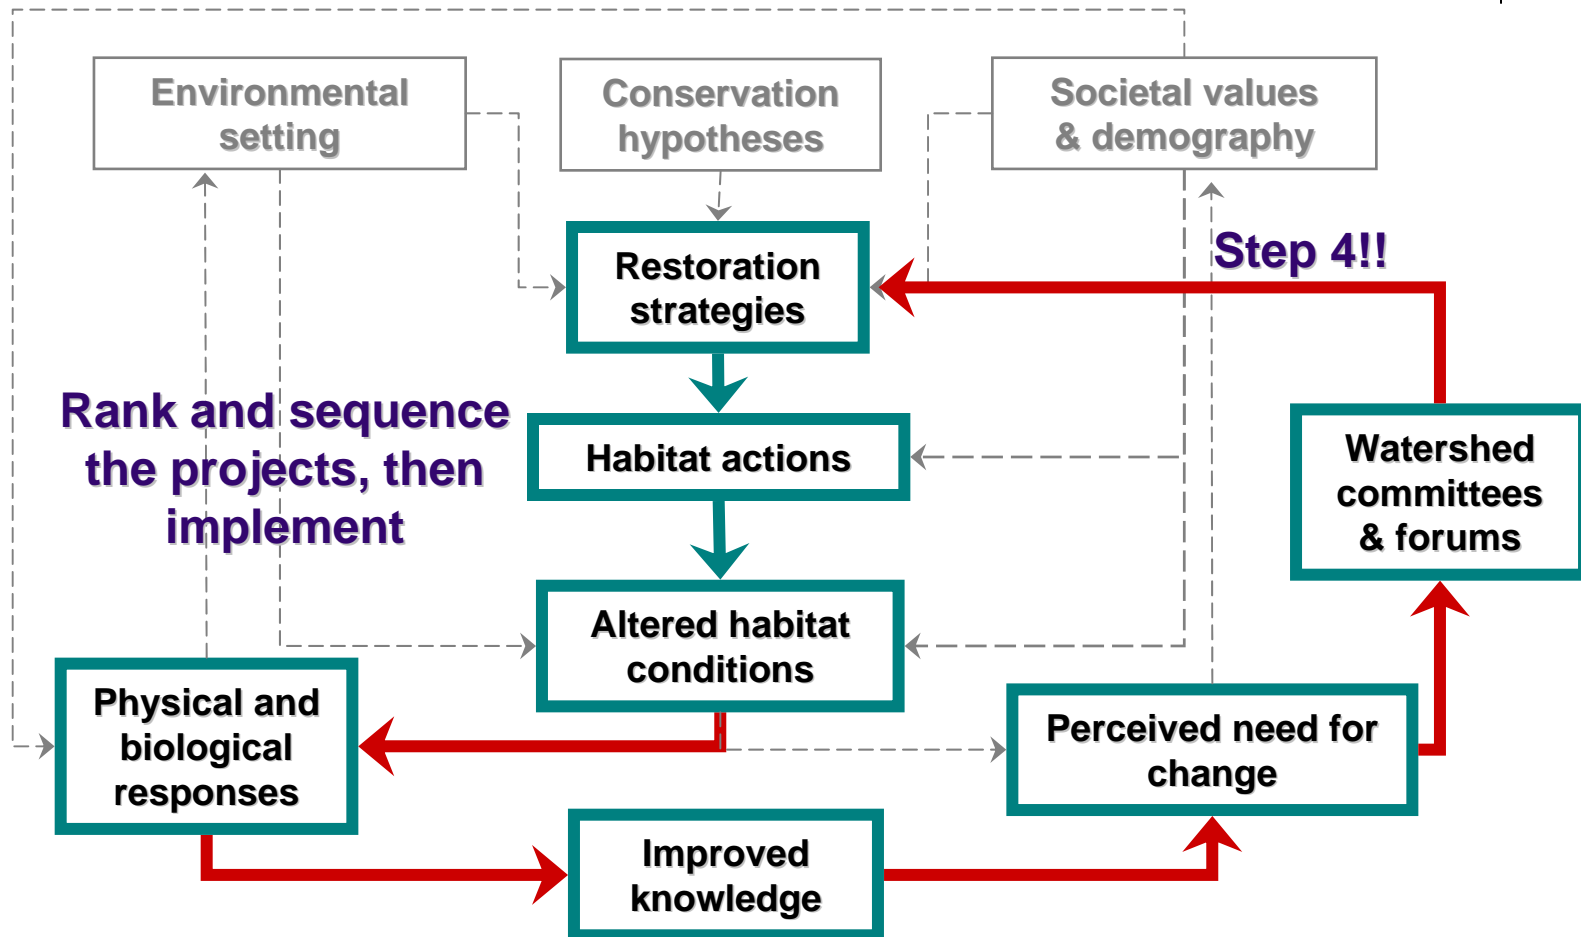 Environmental
setting
Conservation
hypotheses
Societal values
& demography
Step 4!!
Restoration
strategies
Rank and sequence
the projects, then
implement
Habitat actions
Watershed
committees
& forums
Altered habitat
conditions
Physical and
biological
responses
Perceived need for
change
Improved
knowledge